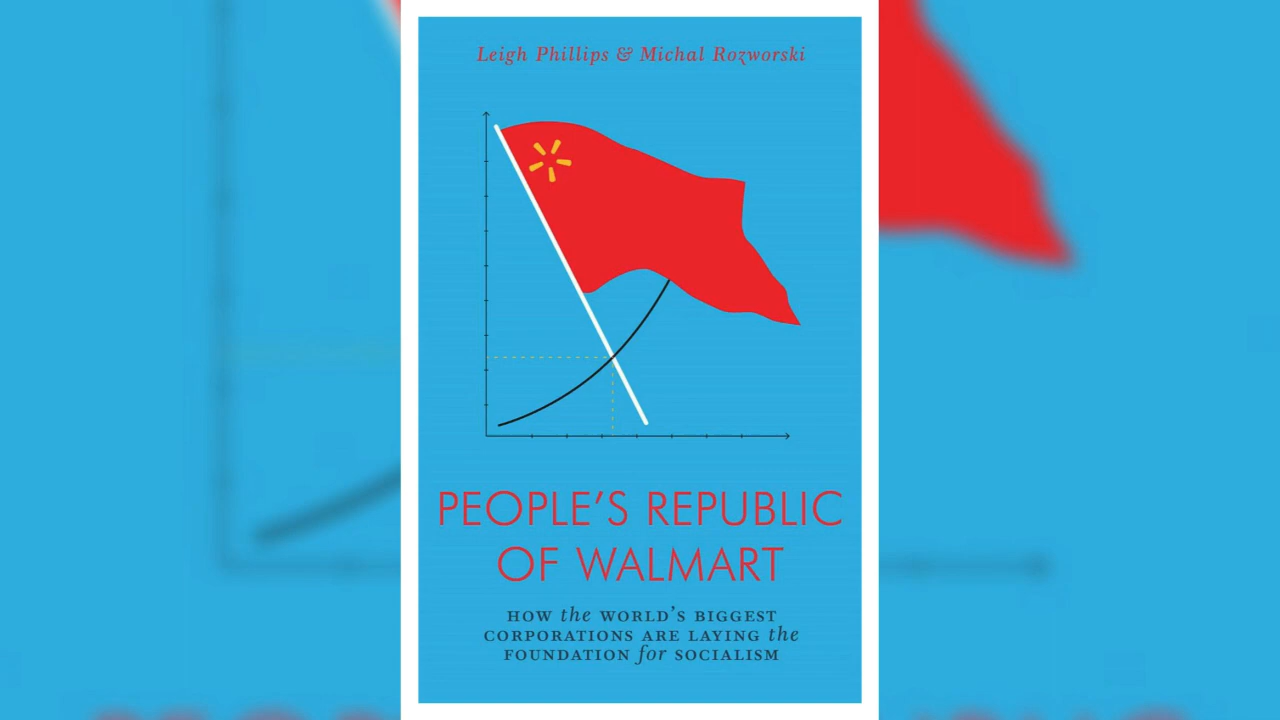 Leigh Phillips & Michal Rozworski
PEOPLE'S REPUBLIC
OF WALMART
HOW the WORLD'S BIGGEST
CORPORATIONS ARE LAYING the
FOUNDATION for SOCIALISM